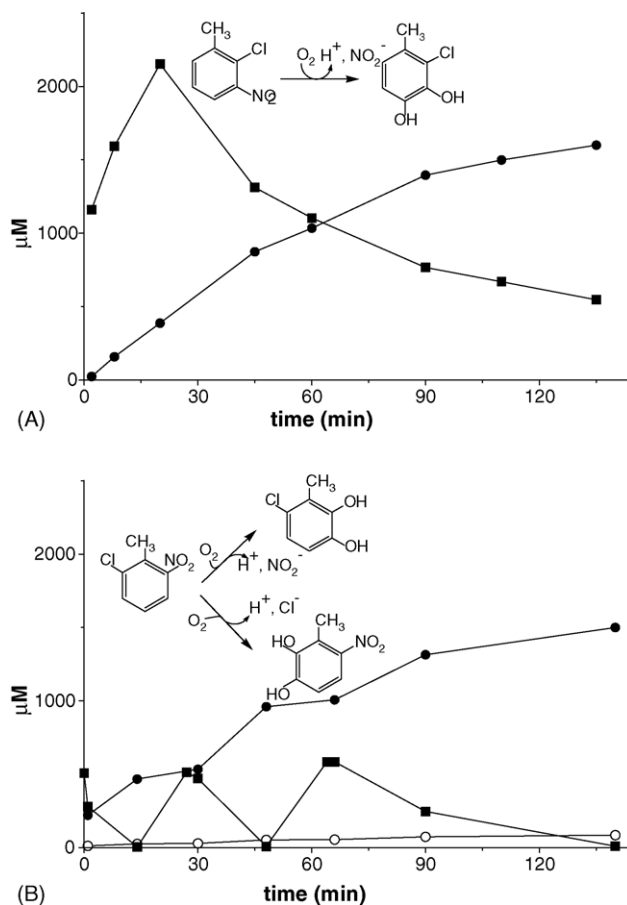 CH3
Cl
NO2
O2 H+, NO2-
CH3
Cl
OH
OH
2000
1000
0
µM
0 30 60 90 120
time (min)
(A)
CH3
Cl
NO2
O2
H+, NO2-
CH3
Cl
OH
OH
O2
H+, Cl-
CH3
HO
NO2
HO
2000
1000
0
µM
0 30 60 90 120
time (min)
(B)